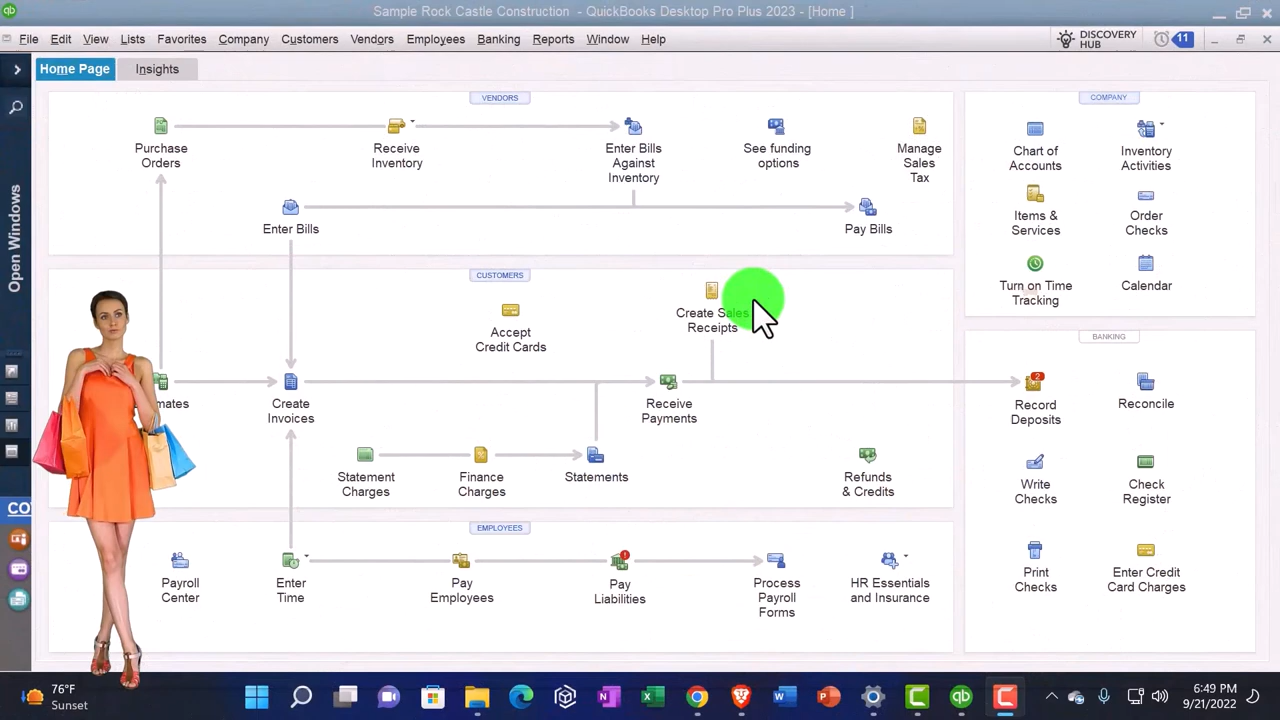 Sample Rock Castle Construction - QuickBooks Desktop Pro Plus 2023 - [Home ]
File Edit View Lists Favorites Company Customers Vendors Employees Banking Reports Window Help
DISCOVERY
HUB
11
Home Page Insights
Open Windows
VENDORS
Purchase
Orders
Receive
Inventory
Enter Bills
Against
Inventory
See funding
options
Manage
Sales
Tax
Enter Bills
Pay Bills
CUSTOMERS
Accept
Credit Cards
Create Sales
Receipts
mates
Create
Invoices
Receive
Payments
Statement
Charges
Finance
Charges
Statements
Refunds
& Credits
EMPLOYEES
Payroll
Center
Enter
Time
Pay
Employees
Pay
Liabilities
Process
Payroll
Forms
HR Essentials
and Insurance
COMPANY
Chart of
Accounts
Inventory
Activities
Items &
Services
Order
Checks
Turn on Time
Tracking
Calendar
BANKING
2
Record
Deposits
Reconcile
Write
Checks
Check
Register
Print
Checks
Enter Credit
Card Charges
76°F
Sunset
6:49 PM
9/21/2022